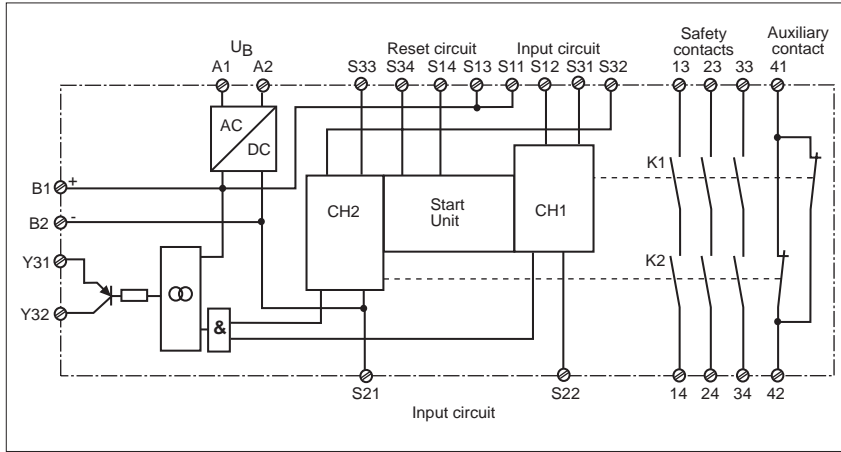 UB Reset circuit Input circuit Safety contacts Auxiliary contact
A1 A2 S33 S34 S14 S13 S11 S12 S31 S32 13 23 33 41
AC
DC
B1 +
B2 -
CH2
Start Unit
CH1
K1
Y31
K2
Y32
&
S21 S22 14 24 34 42
Input circuit